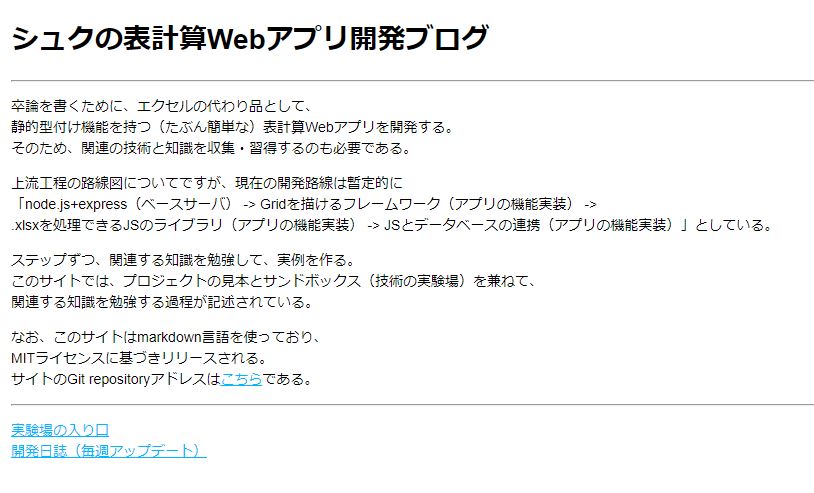 シュクの表計算Webアプリ開発ブログ
卒論を書くために、エクセルの代わり品として、
静的型付け機能を持つ（たぶん簡単な）表計算Webアプリを開発する。
そのため、関連の技術と知識を収集・習得するのも必要である。
上流工程の路線図についてですが、現在の開発路線は暫定的に
「node.js+express（ベースサーバ） -> Gridを描けるフレームワーク（アプリの機能実装） ->
.xlsxを処理できるJSのライブラリ（アプリの機能実装） -> JSとデータベースの連携（アプリの機能実装）」としている。
ステップずつ、関連する知識を勉強して、実例を作る。
このサイトでは、プロジェクトの見本とサンドボックス（技術の実験場）を兼ねて、
関連する知識を勉強する過程が記述されている。
なお、このサイトはmarkdown言語を使っており、
MITライセンスに基づきリリースされる。
サイトのGit repositoryアドレスはこちらである。
実験場の入り口
開発日誌（毎週アップデート）